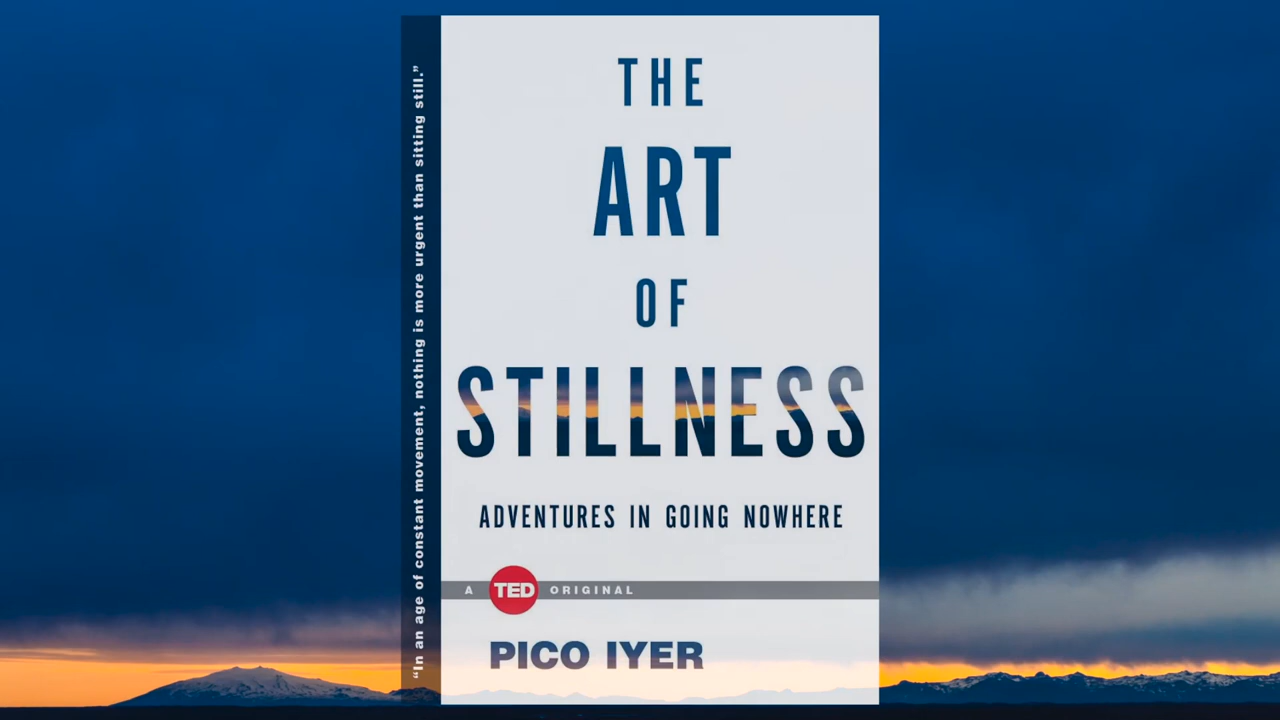 THE
ART
OF
STILLNESS
ADVENTURES IN GOING NOWHERE
A TED ORIGINAL
PICO IYER
“In an age of constant movement, nothing is more urgent than sitting still.”